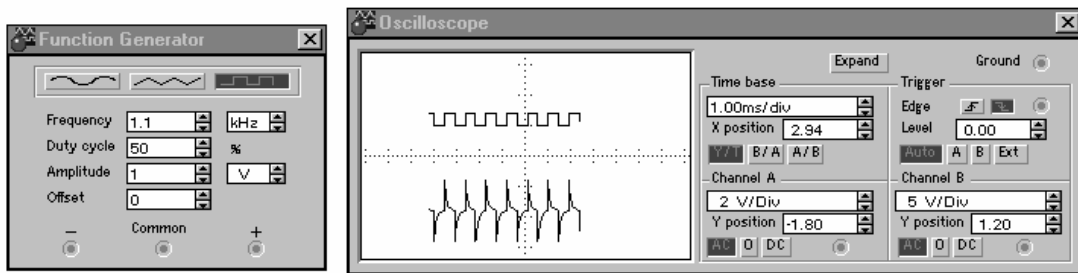 Function Generator
Frequency 1.1 kHz
Duty cycle 50 %
Amplitude 1 V
Offset 0
− Common +
Oscilloscope
Expand Ground
Time base
1.00ms/div
X position 2.94
Y/T B/A A/B
Trigger
Edge
Level 0.00
Auto A B Ext
Channel A
2 V/Div
Y position -1.80
AC 0 DC
Channel B
5 V/Div
Y position 1.20
AC 0 DC